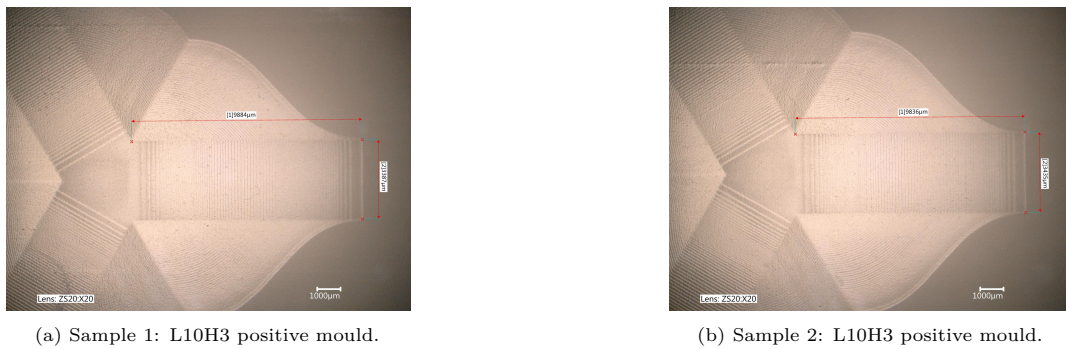 [1]9884μm
[2]3387μm
1000μm
Lens: ZS20:X20
(a) Sample 1: L10H3 positive mould.
[1]9836μm
[2]3435μm
1000μm
Lens: ZS20:X20
(b) Sample 2: L10H3 positive mould.